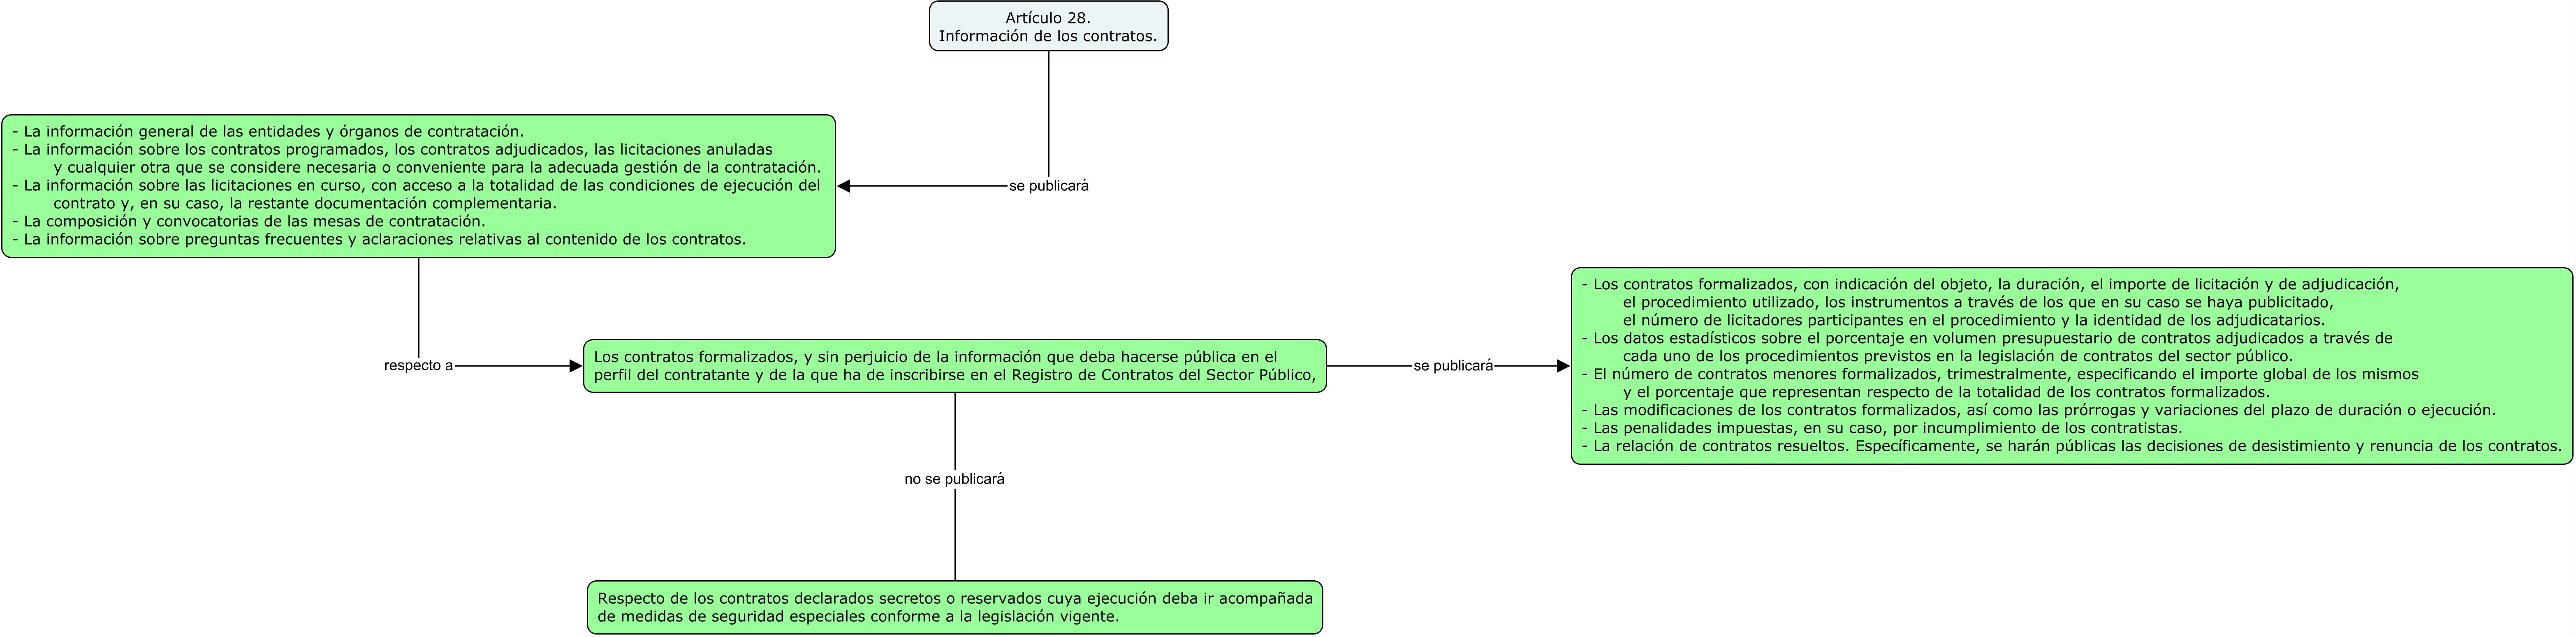 Artículo 28.
Información de los contratos.
se publicará
- La información general de las entidades y órganos de contratación.
- La información sobre los contratos programados, los contratos adjudicados, las licitaciones anuladas
y cualquier otra que se considere necesaria o conveniente para la adecuada gestión de la contratación.
- La información sobre las licitaciones en curso, con acceso a la totalidad de las condiciones de ejecución del
contrato y, en su caso, la restante documentación complementaria.
- La composición y convocatorias de las mesas de contratación.
- La información sobre preguntas frecuentes y aclaraciones relativas al contenido de los contratos.
respecto a
Los contratos formalizados, y sin perjuicio de la información que deba hacerse pública en el
perfil del contratante y de la que ha de inscribirse en el Registro de Contratos del Sector Público,
se publicará
- Los contratos formalizados, con indicación del objeto, la duración, el importe de licitación y de adjudicación,
el procedimiento utilizado, los instrumentos a través de los que en su caso se haya publicitado,
el número de licitadores participantes en el procedimiento y la identidad de los adjudicatarios.
- Los datos estadísticos sobre el porcentaje en volumen presupuestario de contratos adjudicados a través de
cada uno de los procedimientos previstos en la legislación de contratos del sector público.
- El número de contratos menores formalizados, trimestralmente, especificando el importe global de los mismos
y el porcentaje que representan respecto de la totalidad de los contratos formalizados.
- Las modificaciones de los contratos formalizados, así como las prórrogas y variaciones del plazo de duración o ejecución.
- Las penalidades impuestas, en su caso, por incumplimiento de los contratistas.
- La relación de contratos resueltos. Específicamente, se harán públicas las decisiones de desistimiento y renuncia de los contratos.
no se publicará
Respecto de los contratos declarados secretos o reservados cuya ejecución deba ir acompañada
de medidas de seguridad especiales conforme a la legislación vigente.